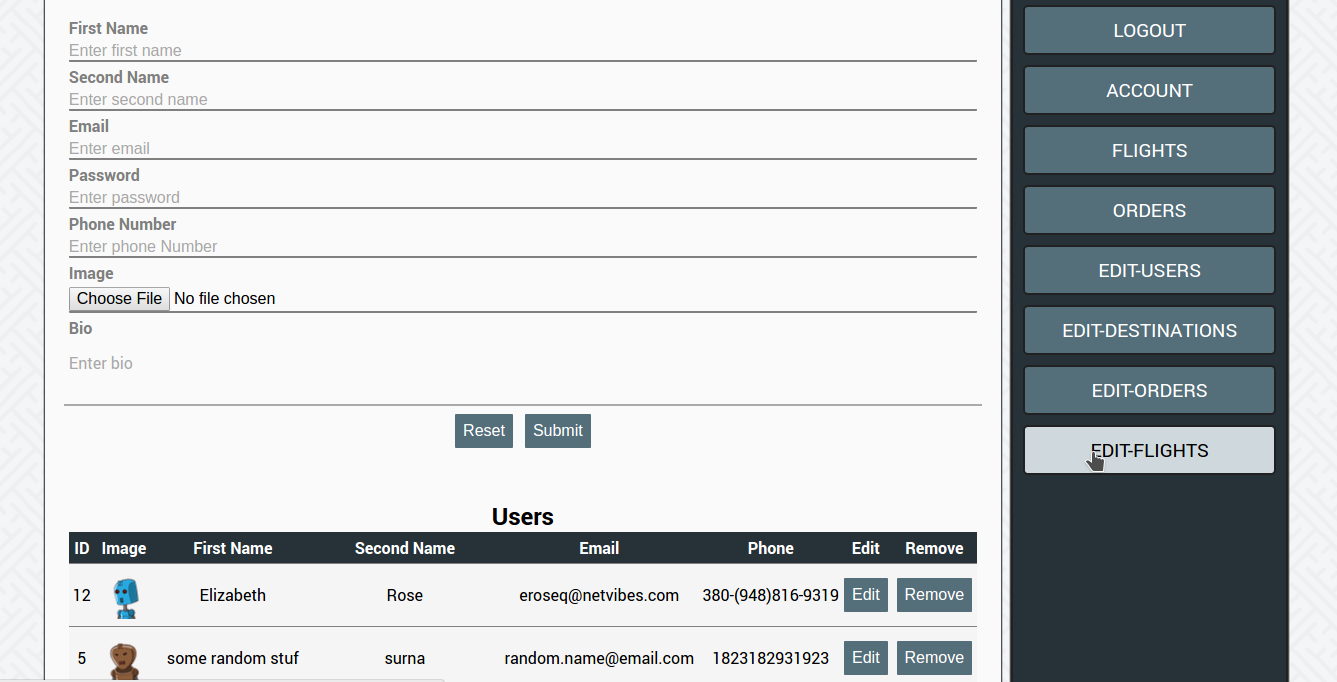 First Name
Enter first name
Second Name
Enter second name
Email
Enter email
Password
Enter password
Phone Number
Enter phone Number
Image
Choose File No file chosen
Bio
Enter bio
Reset Submit
Users
ID Image First Name Second Name Email Phone Edit Remove
12 Elizabeth Rose eroseq@netvibes.com 380-(948)816-9319 Edit Remove
5 some random stuf surna random.name@email.com 1823182931923 Edit Remove
LOGOUT
ACCOUNT
FLIGHTS
ORDERS
EDIT-USERS
EDIT-DESTINATIONS
EDIT-ORDERS
EDIT-FLIGHTS